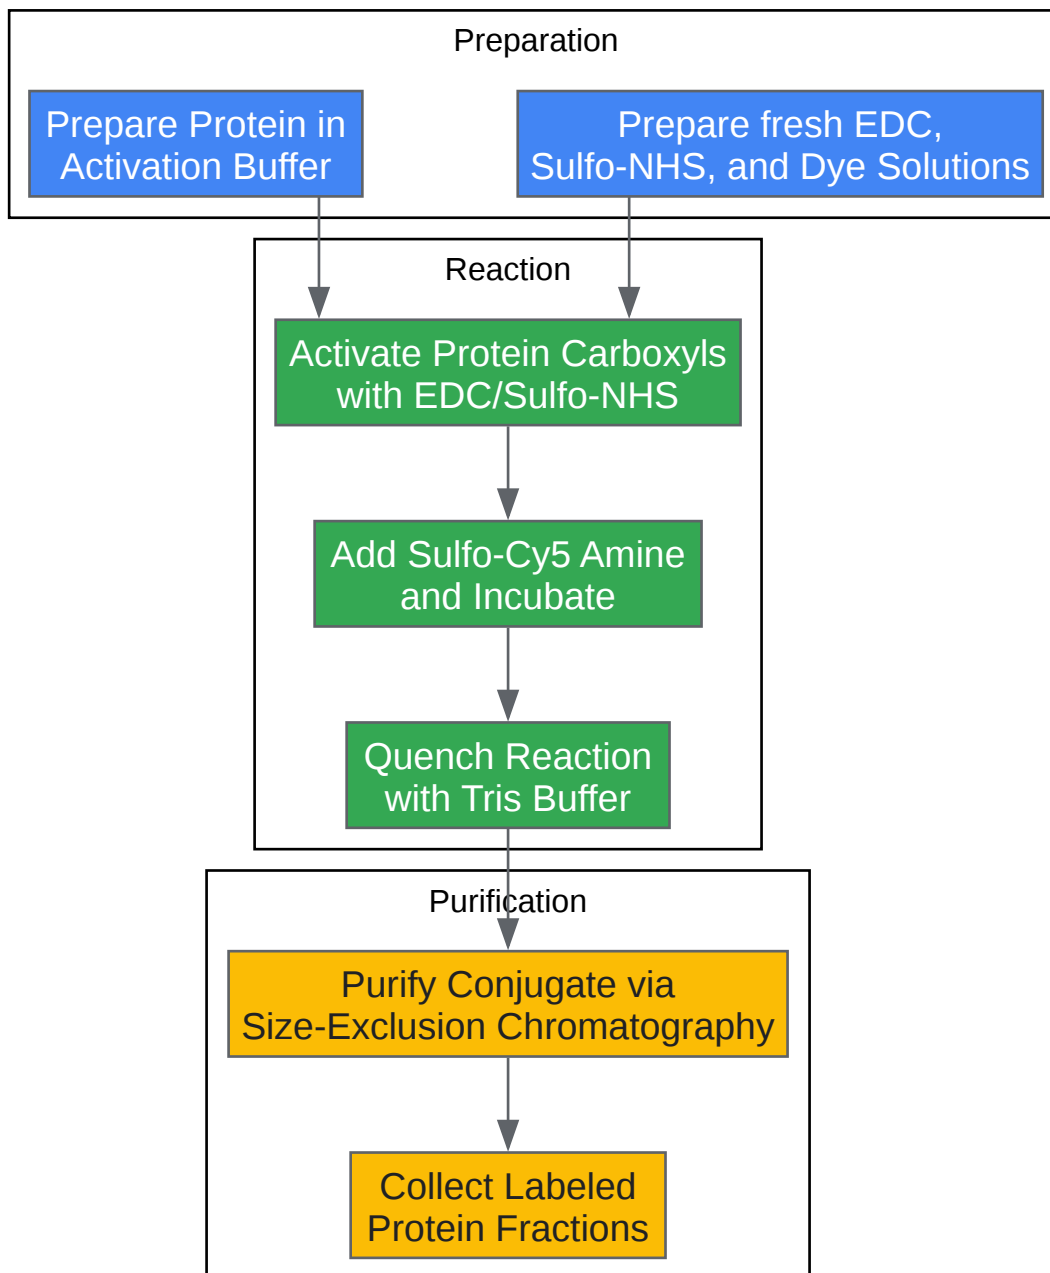 Preparation
Prepare Protein in
Activation Buffer
Prepare fresh EDC,
Sulfo-NHS, and Dye Solutions
Reaction
Activate Protein Carboxyls
with EDC/Sulfo-NHS
Add Sulfo-Cy5 Amine
and Incubate
Quench Reaction
with Tris Buffer
Purification
Purify Conjugate via
Size-Exclusion Chromatography
Collect Labeled
Protein Fractions